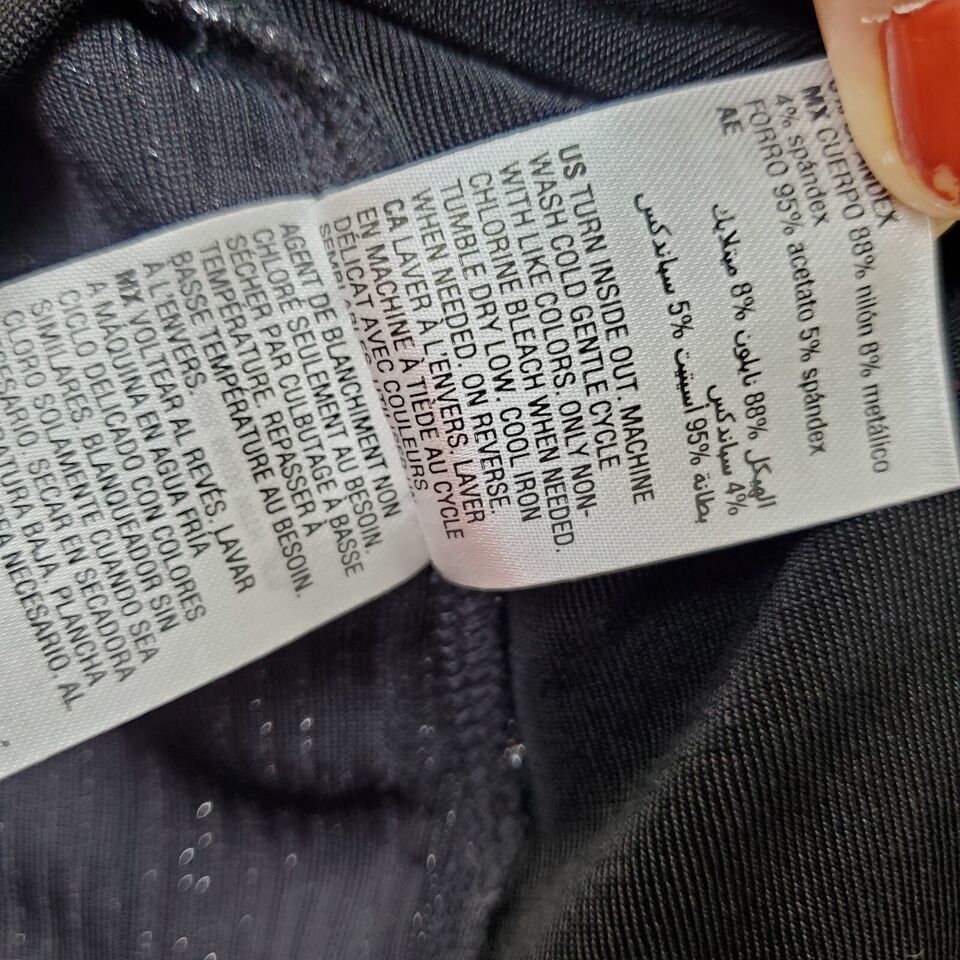 SPANDEX
MX CUERPO 88% nilón 8% metálico
4% spándex
FORRO 95% acetato 5% spándex
AE
الهيكل 88% نايلون 8% ميتلايك
4% سباندكس
بطانة 95% أسيتيت 5% سباندكس
US TURN INSIDE OUT. MACHINE
WASH COLD GENTLE CYCLE
WITH LIKE COLORS. ONLY NON-
CHLORINE BLEACH WHEN NEEDED.
TUMBLE DRY LOW. COOL IRON
WHEN NEEDED. ON REVERSE.
CA LAVER À L'ENVERS. LAVER
EN MACHINE À TIÈDE AU CYCLE
DÉLICAT AVEC COULEURS
AGENT DE BLANCHIMENT NON
CHLORÉ SEULEMENT AU BESOIN.
SÉCHER PAR CULBUTAGE À BASSE
TEMPÉRATURE. REPASSER À
BASSE TEMPÉRATURE AU BESOIN.
À L'ENVERS.
MX VOLTEAR AL REVÉS. LAVAR
A MÁQUINA EN AGUA FRÍA
CICLO DELICADO CON COLORES
SIMILARES. BLANQUEADOR SIN
CLORO SOLAMENTE CUANDO SEA
SECAR EN SECADORA
BAJA. PLANCHA
NECESARIO. AL